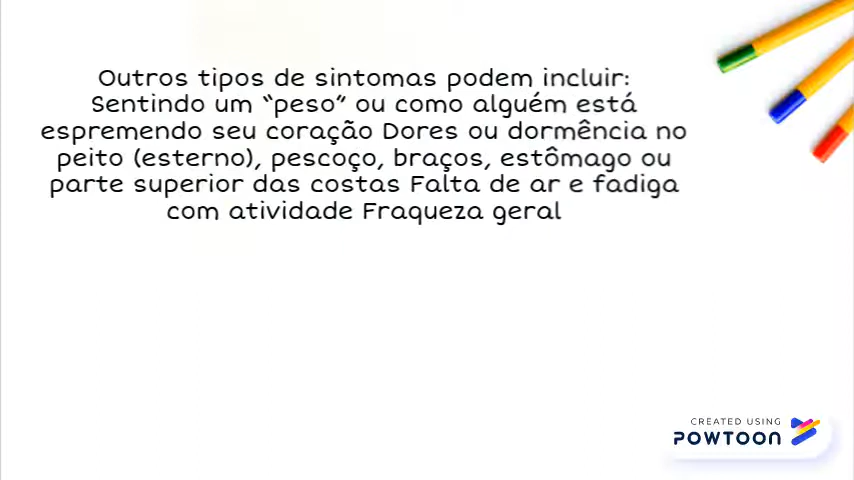 Outros tipos de sintomas podem incluir:
Sentindo um “peso” ou como alguém está
espremendo seu coração Dores ou dormência no
peito (esterno), pescoço, braços, estômago ou
parte superior das costas Falta de ar e fadiga
com atividade Fraqueza geral
CREATED USING
POWTOON